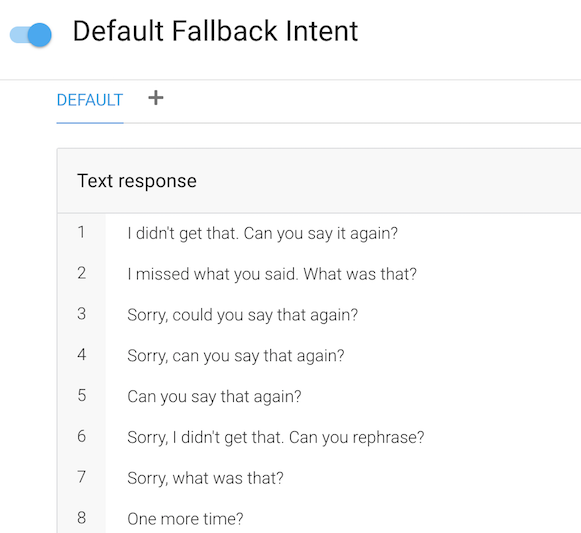 Default Fallback Intent
DEFAULT +
Text response
1 I didn't get that. Can you say it again?
2 I missed what you said. What was that?
3 Sorry, could you say that again?
4 Sorry, can you say that again?
5 Can you say that again?
6 Sorry, I didn't get that. Can you rephrase?
7 Sorry, what was that?
8 One more time?